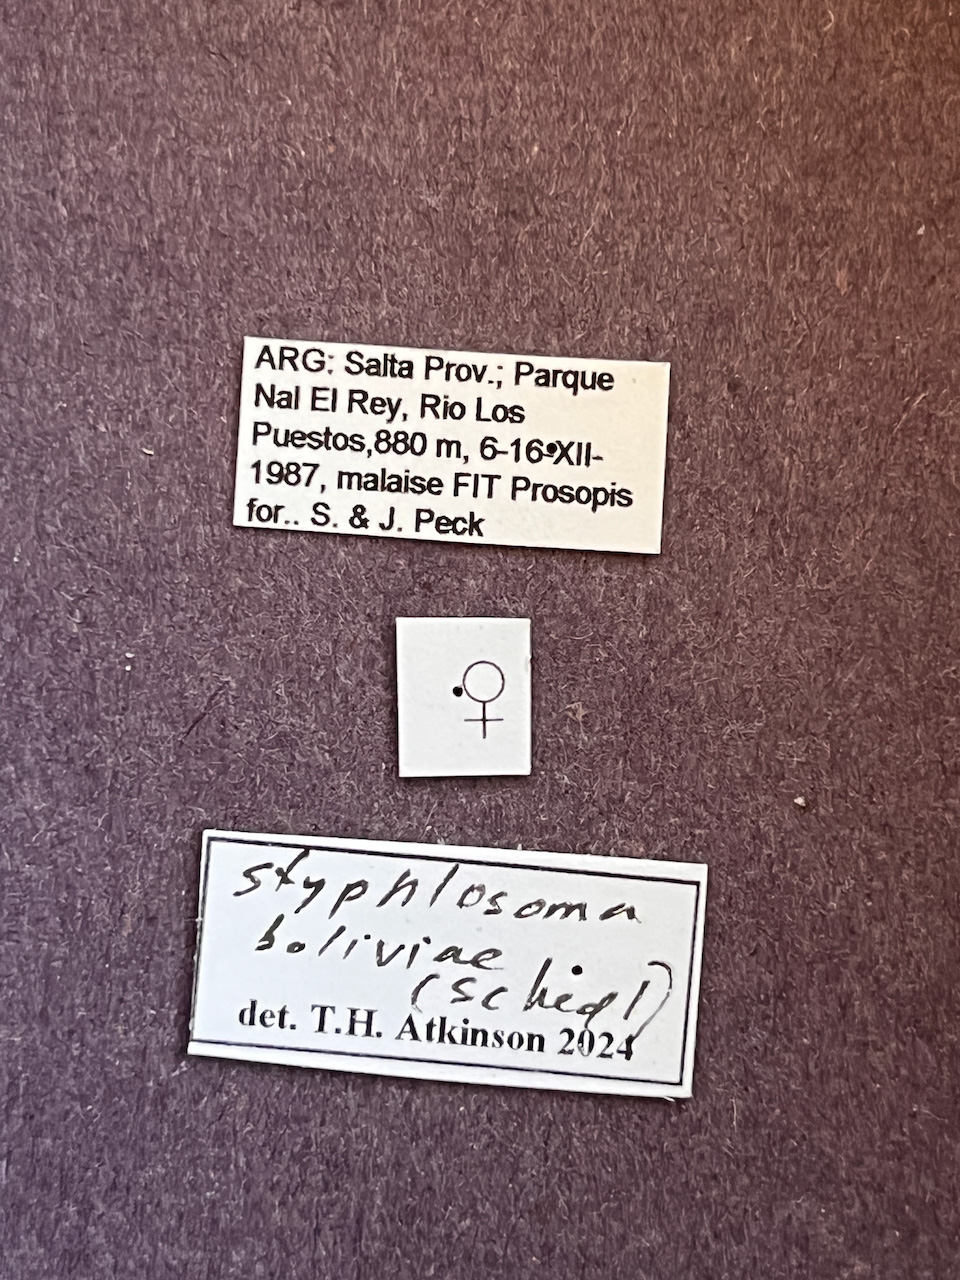 ARG: Salta Prov.; Parque
Nal El Rey, Rio Los
Puestos,880 m, 6-16-XII-
1987, malaise FIT Prosopis
for.. S. & J. Peck
♀
styphlosoma
boliviae
(schedl)
det. T.H. Atkinson 2024